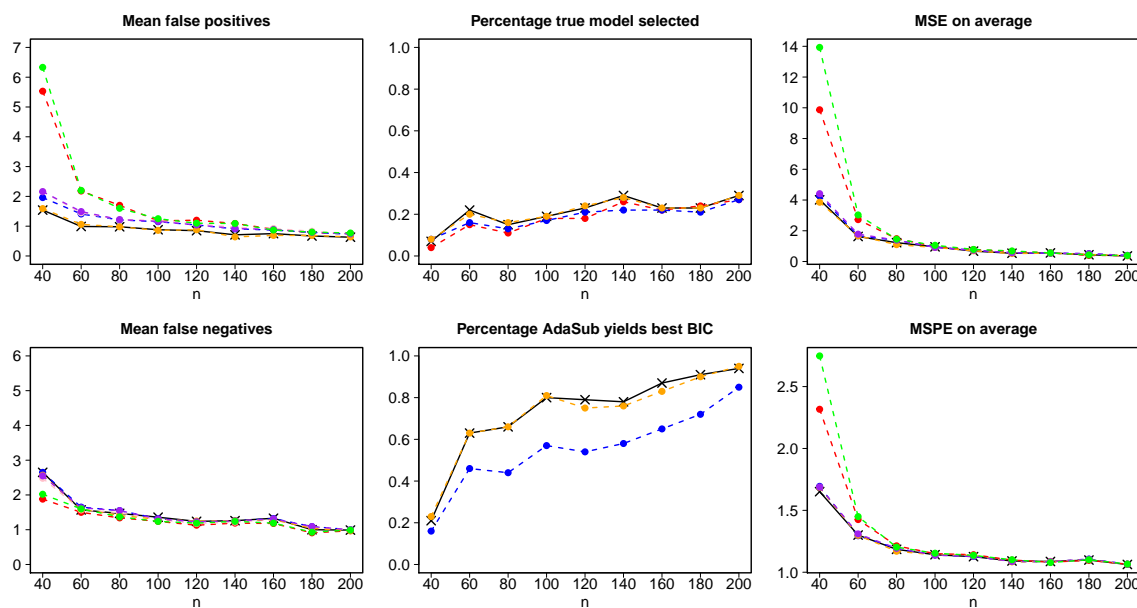 Mean false positives
7
6
5
4
3
2
1
0
40 60 80 100 120 140 160 180 200
n
Percentage true model selected
1.0
0.8
0.6
0.4
0.2
0.0
40 60 80 100 120 140 160 180 200
n
MSE on average
14
12
10
8
6
4
2
0
40 60 80 100 120 140 160 180 200
n
Mean false negatives
6
5
4
3
2
1
0
40 60 80 100 120 140 160 180 200
n
Percentage AdaSub yields best BIC
1.0
0.8
0.6
0.4
0.2
0.0
40 60 80 100 120 140 160 180 200
n
MSPE on average
2.5
2.0
1.5
1.0
40 60 80 100 120 140 160 180 200
n